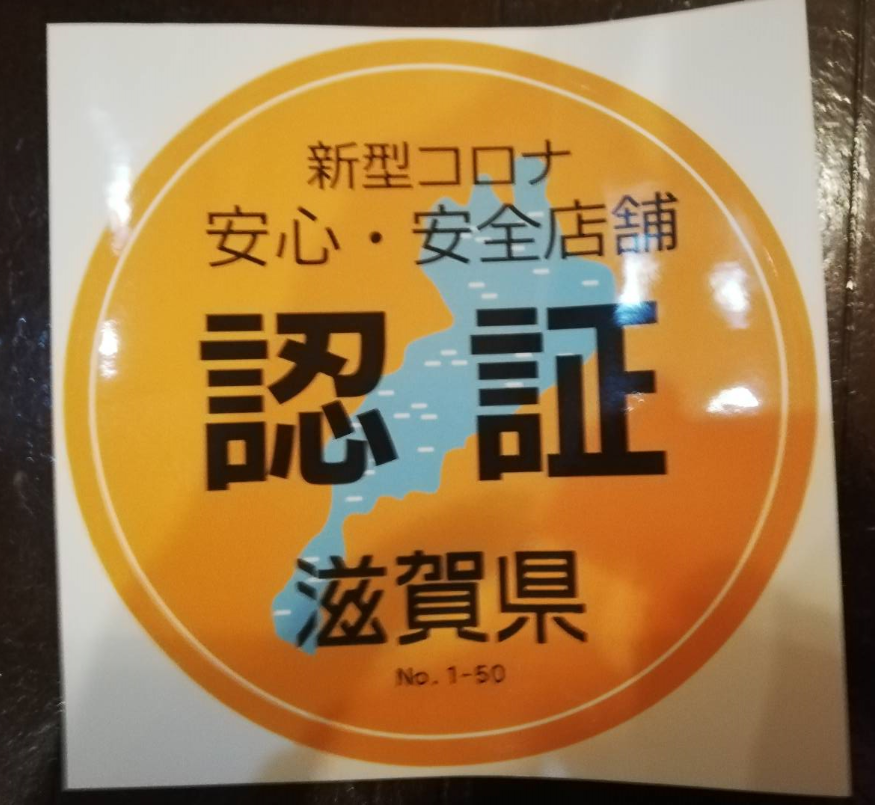 新型コロナ
安心・安全店舗
認証
滋賀県
No.1-50